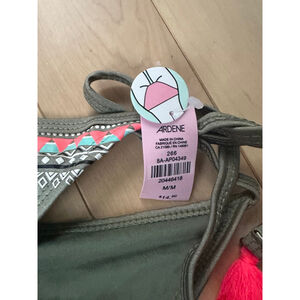 ARDENE
MADE IN CHINA
FABRIQUÉ EN CHINE
266
8A-AP04349
20446418
M/M